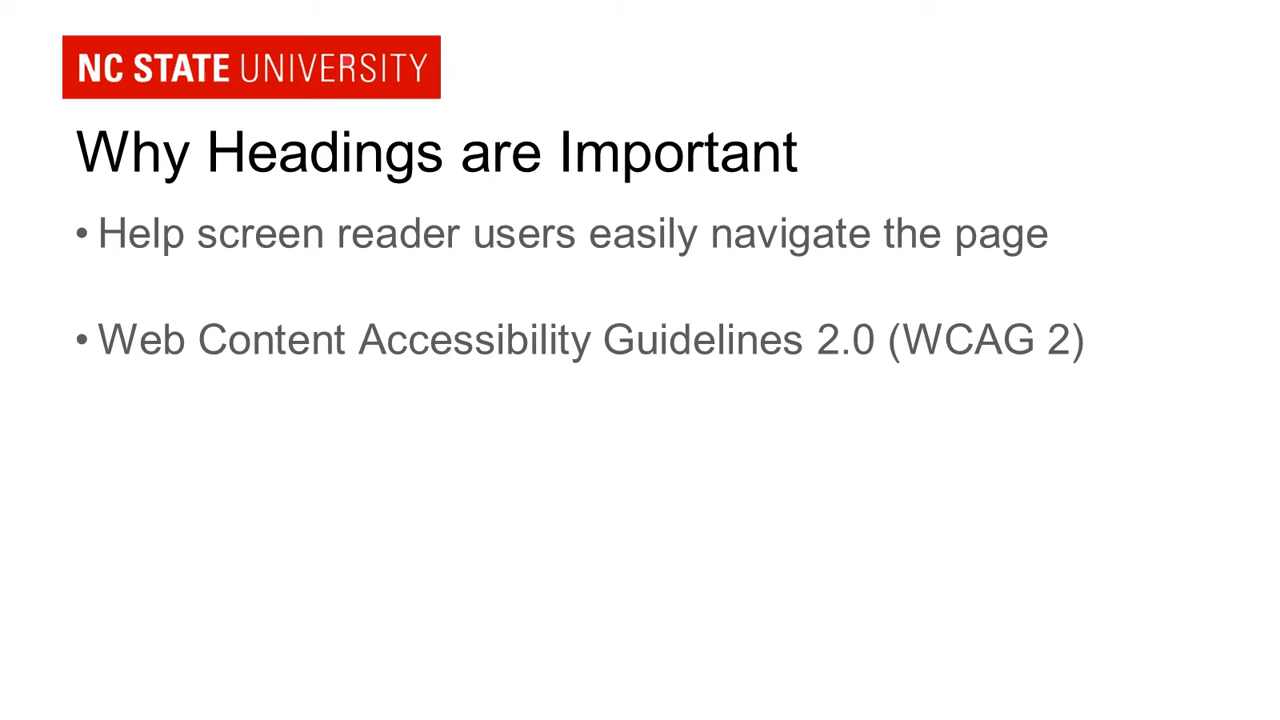 NC STATE UNIVERSITY
Why Headings are Important
• Help screen reader users easily navigate the page
• Web Content Accessibility Guidelines 2.0 (WCAG 2)